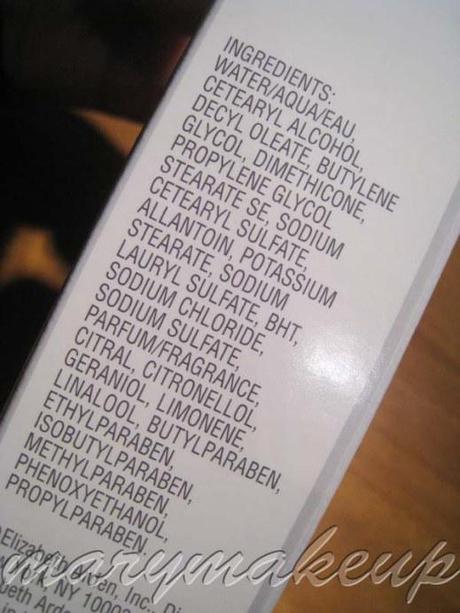 INGREDIENTS:
WATER/AQUA/EAU,
CETEARYL ALCOHOL,
DECYL OLEATE, BUTYLENE
GLYCOL, DIMETHICONE,
PROPYLENE GLYCOL
STEARATE SE, SODIUM
CETEARYL SULFATE,
ALLANTOIN, POTASSIUM
STEARATE, SODIUM
LAURYL SULFATE, BHT,
SODIUM CHLORIDE,
SODIUM SULFATE,
PARFUM/FRAGRANCE,
CITRAL, CITRONELLOL,
GERANIOL, LIMONENE,
LINALOOL, BUTYLPARABEN,
ETHYLPARABEN,
ISOBUTYLPARABEN,
METHYLPARABEN,
PHENOXYETHANOL,
PROPYLPARABEN.
Inc.,
NY
marymakeup